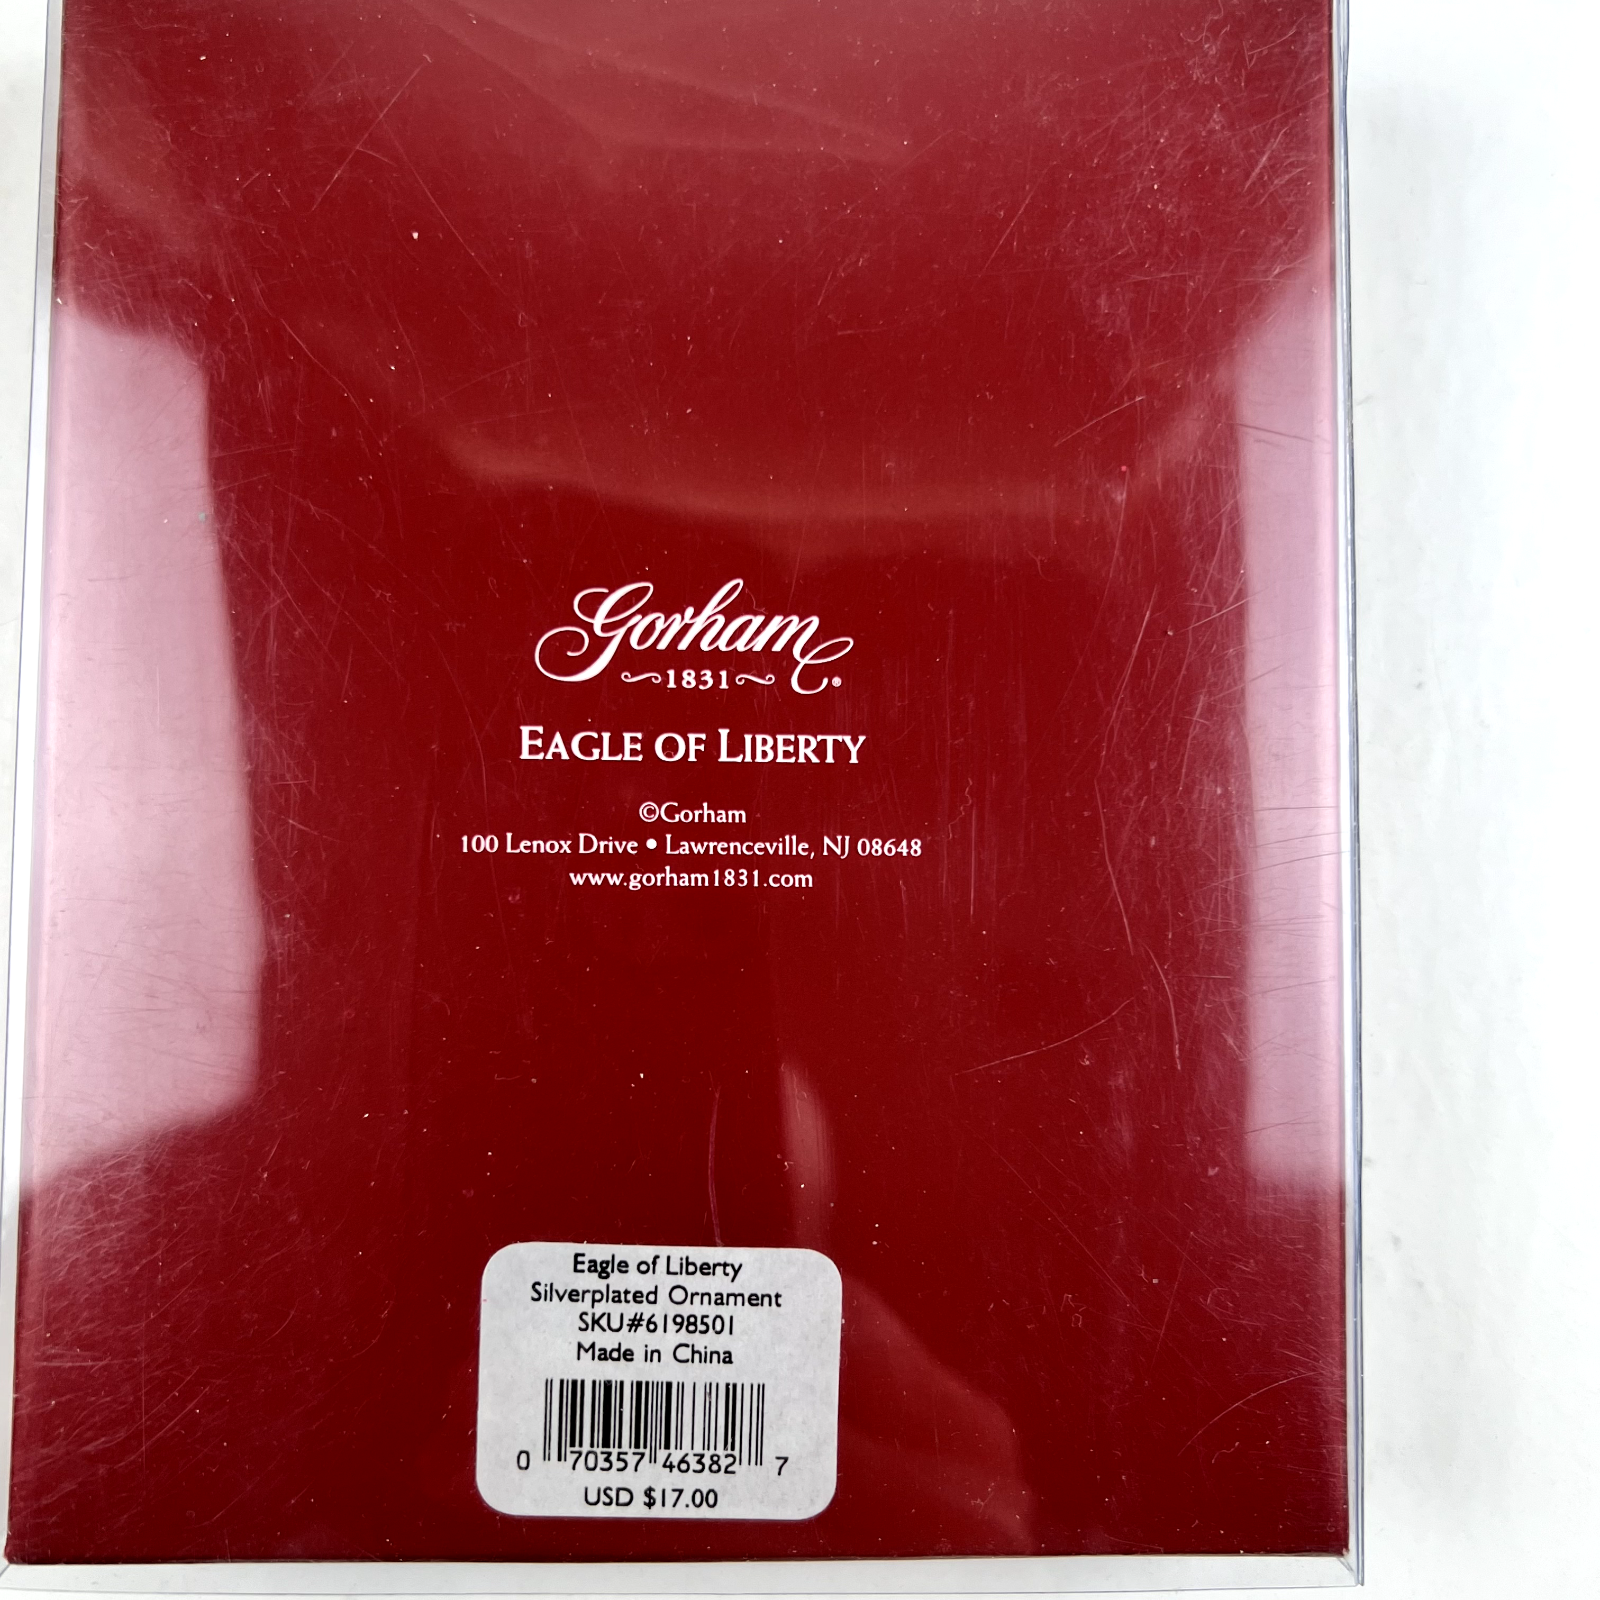 Gorham
1831 ®
EAGLE OF LIBERTY
©Gorham
100 Lenox Drive • Lawrenceville, NJ 08648
www.gorham1831.com
Eagle of Liberty
Silverplated Ornament
SKU#6198501
Made in China
0 70357 46382 7
USD $17.00